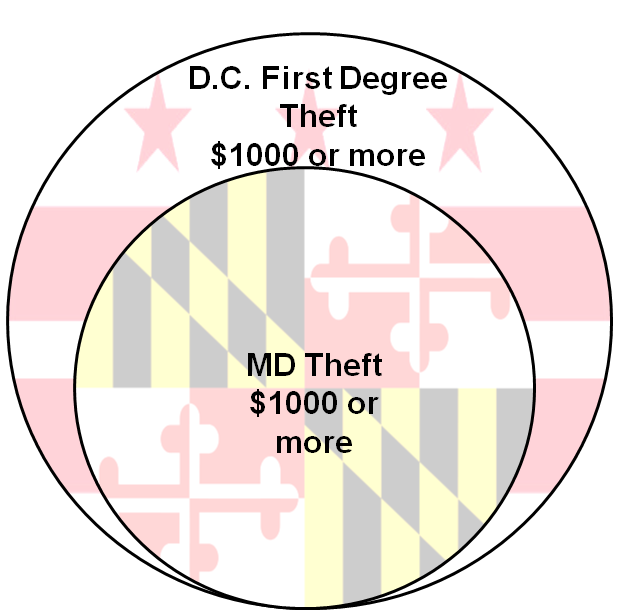 D.C. First Degree
Theft
$1000 or more
MD Theft
$1000 or
more